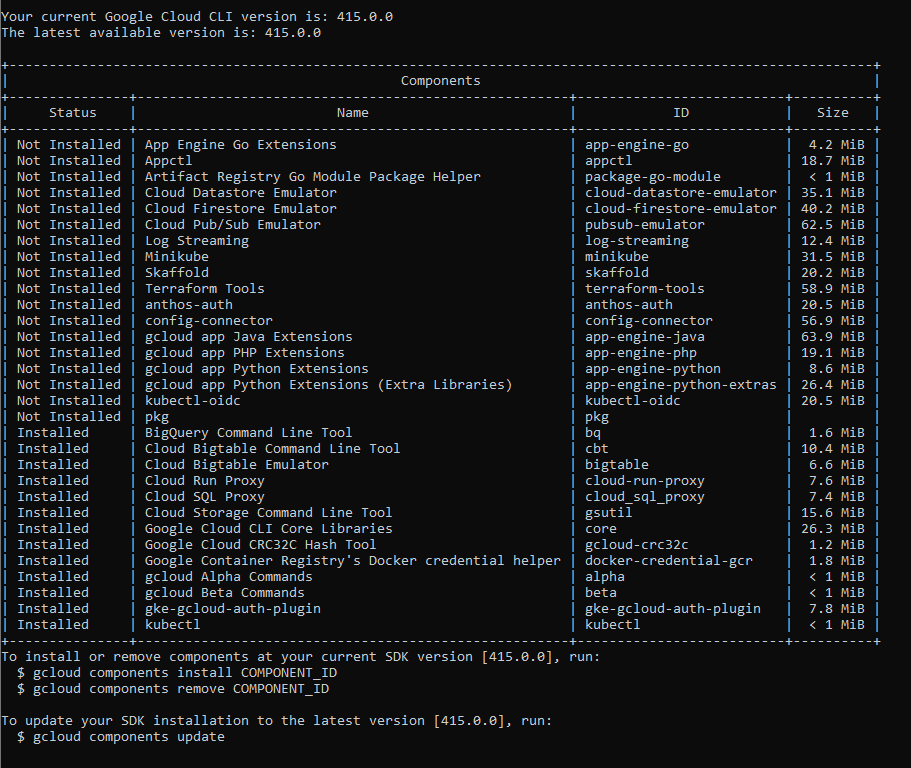 Your current Google Cloud CLI version is: 415.0.0
The latest available version is: 415.0.0

+-------------------------------------------------------------------------------------------------------------+
|                                                 Components                                                  |
+---------------+------------------------------------------------------+--------------------------+----------+
|     Status    |                         Name                         |            ID            |   Size   |
+---------------+------------------------------------------------------+--------------------------+----------+
| Not Installed | App Engine Go Extensions                             | app-engine-go            |  4.2 MiB |
| Not Installed | Appctl                                               | appctl                   | 18.7 MiB |
| Not Installed | Artifact Registry Go Module Package Helper           | package-go-module        |  < 1 MiB |
| Not Installed | Cloud Datastore Emulator                             | cloud-datastore-emulator | 35.1 MiB |
| Not Installed | Cloud Firestore Emulator                             | cloud-firestore-emulator | 40.2 MiB |
| Not Installed | Cloud Pub/Sub Emulator                               | pubsub-emulator          | 62.5 MiB |
| Not Installed | Log Streaming                                        | log-streaming            | 12.4 MiB |
| Not Installed | Minikube                                             | minikube                 | 31.5 MiB |
| Not Installed | Skaffold                                             | skaffold                 | 20.2 MiB |
| Not Installed | Terraform Tools                                      | terraform-tools          | 58.9 MiB |
| Not Installed | anthos-auth                                          | anthos-auth              | 20.5 MiB |
| Not Installed | config-connector                                     | config-connector         | 56.9 MiB |
| Not Installed | gcloud app Java Extensions                           | app-engine-java          | 63.9 MiB |
| Not Installed | gcloud app PHP Extensions                            | app-engine-php           | 19.1 MiB |
| Not Installed | gcloud app Python Extensions                         | app-engine-python        |  8.6 MiB |
| Not Installed | gcloud app Python Extensions (Extra Libraries)       | app-engine-python-extras | 26.4 MiB |
| Not Installed | kubectl-oidc                                         | kubectl-oidc             | 20.5 MiB |
| Not Installed | pkg                                                  | pkg                      |          |
| Installed     | BigQuery Command Line Tool                           | bq                       |  1.6 MiB |
| Installed     | Cloud Bigtable Command Line Tool                     | cbt                      | 10.4 MiB |
| Installed     | Cloud Bigtable Emulator                              | bigtable                 |  6.6 MiB |
| Installed     | Cloud Run Proxy                                      | cloud-run-proxy          |  7.6 MiB |
| Installed     | Cloud SQL Proxy                                      | cloud_sql_proxy          |  7.4 MiB |
| Installed     | Cloud Storage Command Line Tool                      | gsutil                   | 15.6 MiB |
| Installed     | Google Cloud CLI Core Libraries                      | core                     | 26.3 MiB |
| Installed     | Google Cloud CRC32C Hash Tool                        | gcloud-crc32c            |  1.2 MiB |
| Installed     | Google Container Registry's Docker credential helper | docker-credential-gcr    |  1.8 MiB |
| Installed     | gcloud Alpha Commands                                | alpha                    |  < 1 MiB |
| Installed     | gcloud Beta Commands                                 | beta                     |  < 1 MiB |
| Installed     | gke-gcloud-auth-plugin                               | gke-gcloud-auth-plugin   |  7.8 MiB |
| Installed     | kubectl                                              | kubectl                  |  < 1 MiB |
+---------------+------------------------------------------------------+--------------------------+----------+
To install or remove components at your current SDK version [415.0.0], run:
  $ gcloud components install COMPONENT_ID
  $ gcloud components remove COMPONENT_ID

To update your SDK installation to the latest version [415.0.0], run:
  $ gcloud components update